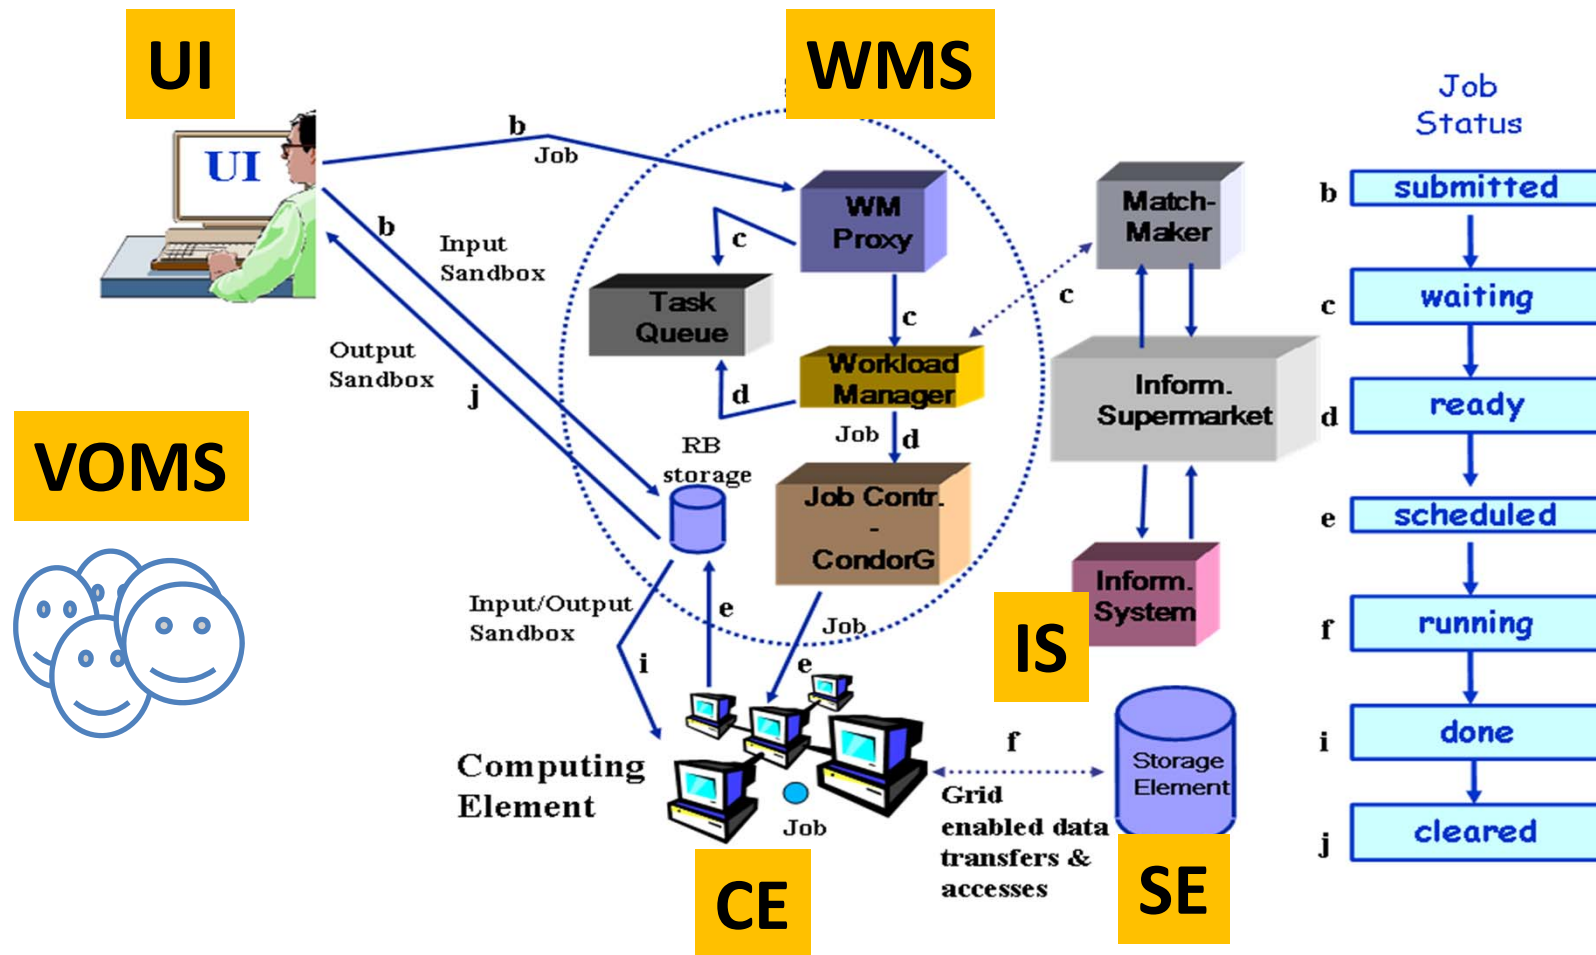 UI
WMS
UI
b
Job
b
Input
Sandbox
Output
Sandbox
j
VOMS
WM
Proxy
c
Task
Queue
c
Workload
Manager
d
Job
d
RB
storage
Job Contr.
-
CondorG
Match-
Maker
c
Inform.
Supermarket
Inform.
System
IS
Input/Output
Sandbox
i
e
Job
e
Computing
Element
Job
CE
f
Grid
enabled data
transfers &
accesses
Storage
Element
SE
Job
Status
b submitted
c waiting
d ready
e scheduled
f running
i done
j cleared